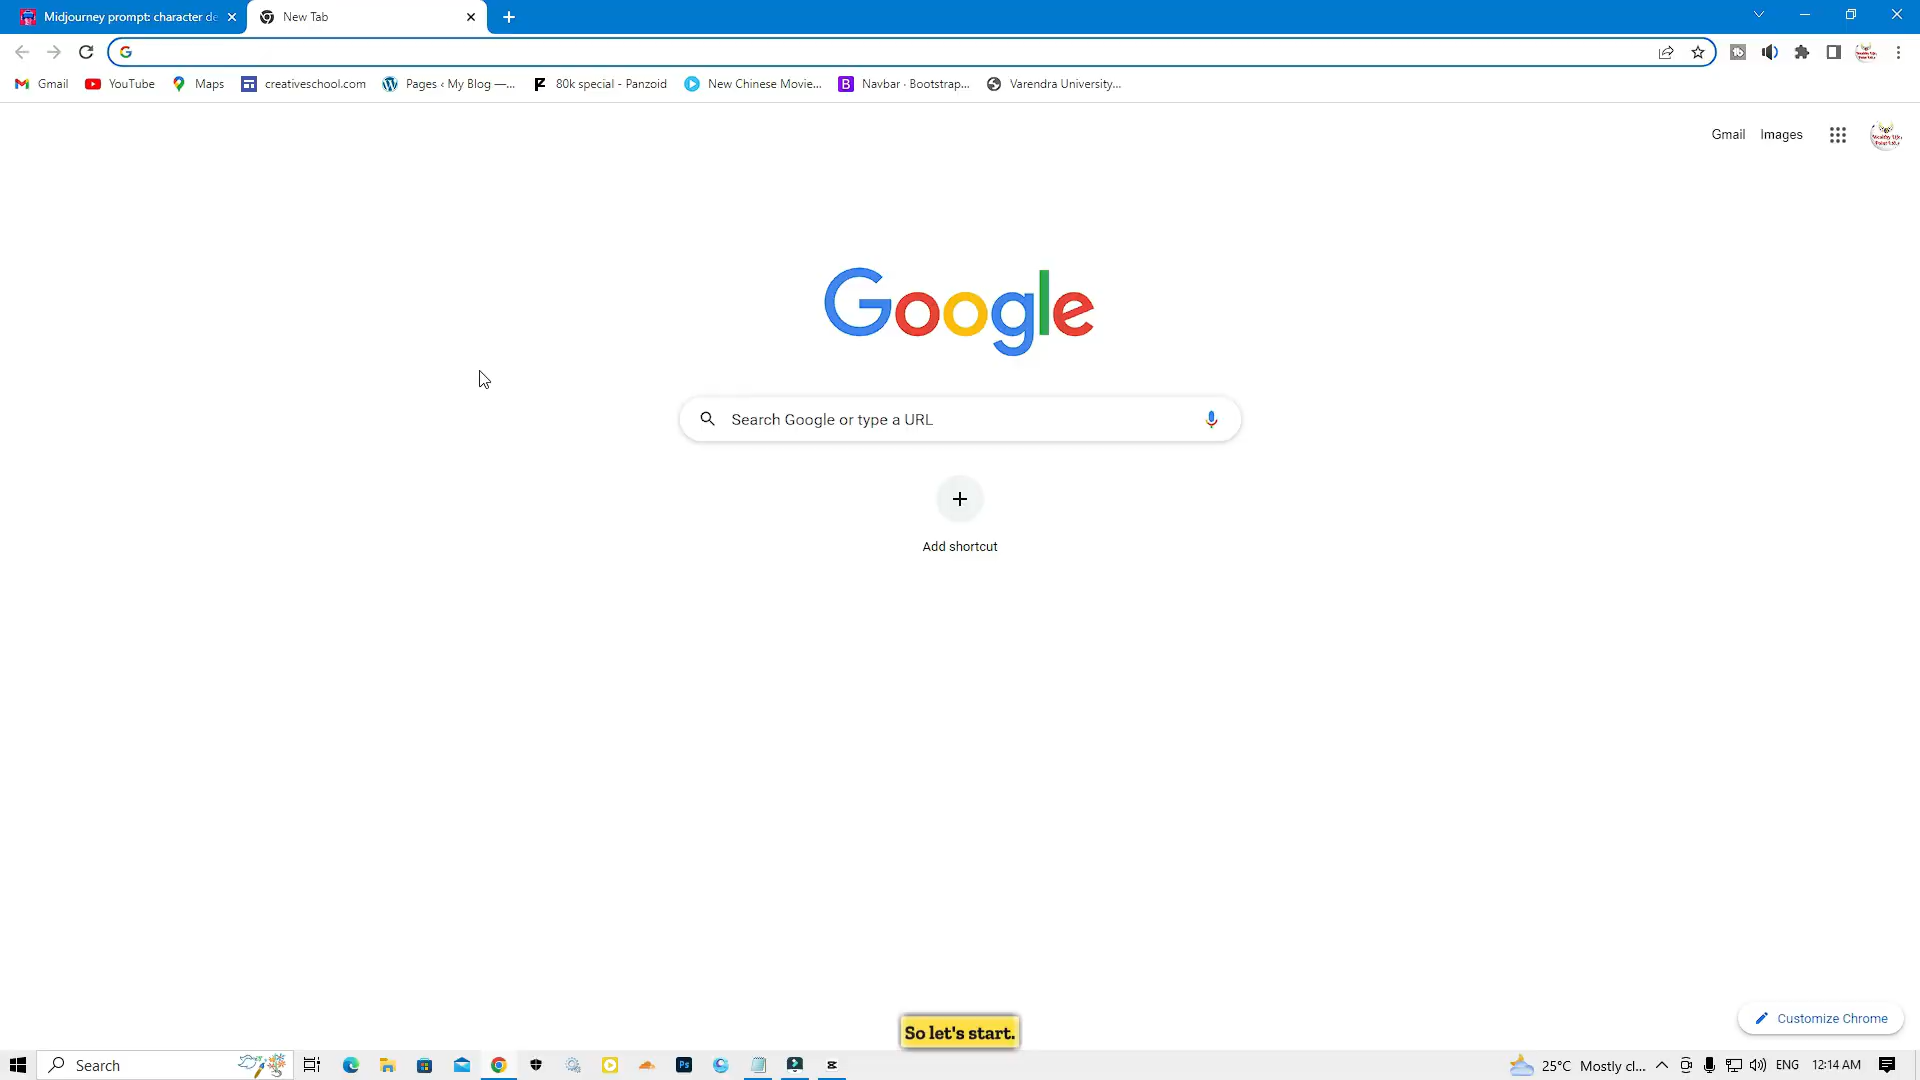 Midjourney prompt: character de
New Tab
Gmail
YouTube
Maps
creativeschool.com
Pages ‹ My Blog —...
80k special - Panzoid
New Chinese Movie...
Navbar · Bootstrap...
Varendra University...
Gmail
Images
Google
Search Google or type a URL
Add shortcut
So let's start.
Customize Chrome
Search
25°C Mostly cl...
ENG
12:14 AM